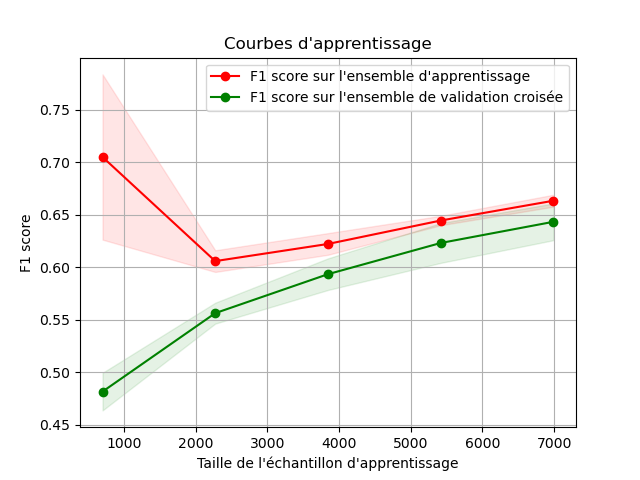 Courbes d'apprentissage
F1 score sur l'ensemble d'apprentissage
F1 score sur l'ensemble de validation croisée
0.75
0.70
0.65
0.60
0.55
0.50
0.45
F1 score
1000 2000 3000 4000 5000 6000 7000
Taille de l'échantillon d'apprentissage